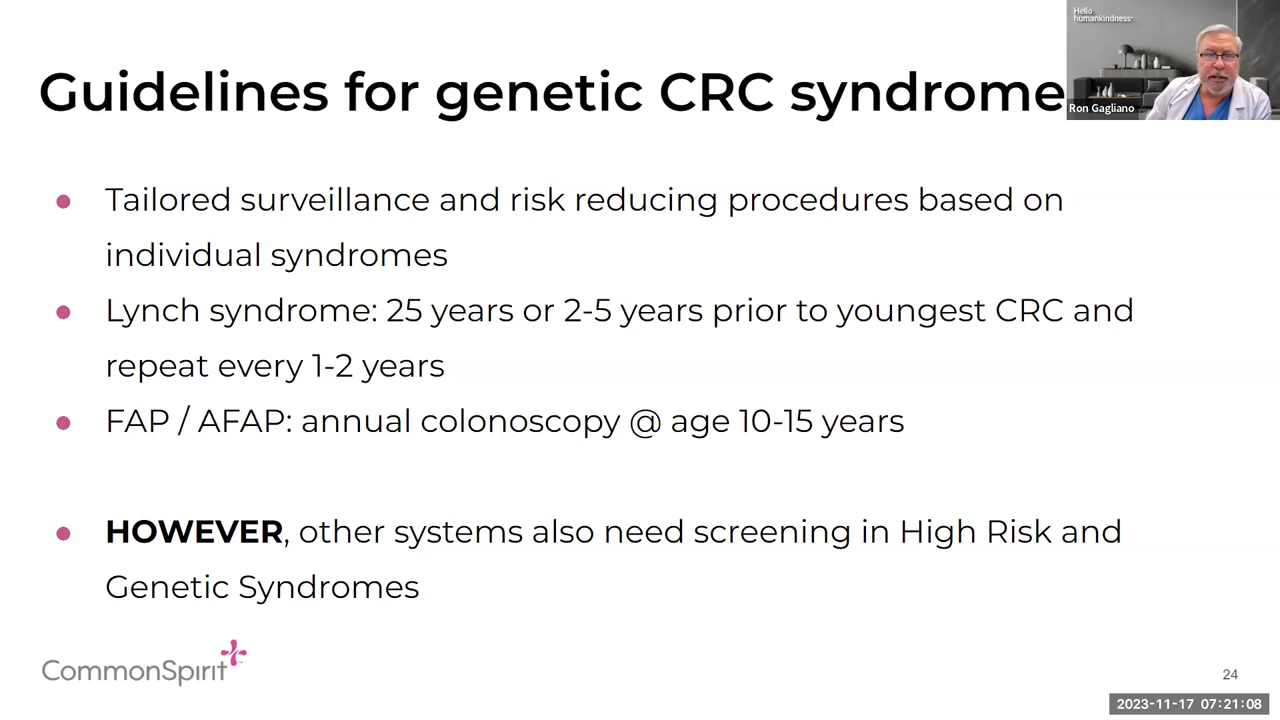 Hello
humankindness
Guidelines for genetic CRC syndrome
Ron Gagliano
● Tailored surveillance and risk reducing procedures based on
individual syndromes
● Lynch syndrome: 25 years or 2-5 years prior to youngest CRC and
repeat every 1-2 years
● FAP / AFAP: annual colonoscopy @ age 10-15 years
● HOWEVER, other systems also need screening in High Risk and
Genetic Syndromes
CommonSpirit
24
2023-11-17 07:21:08